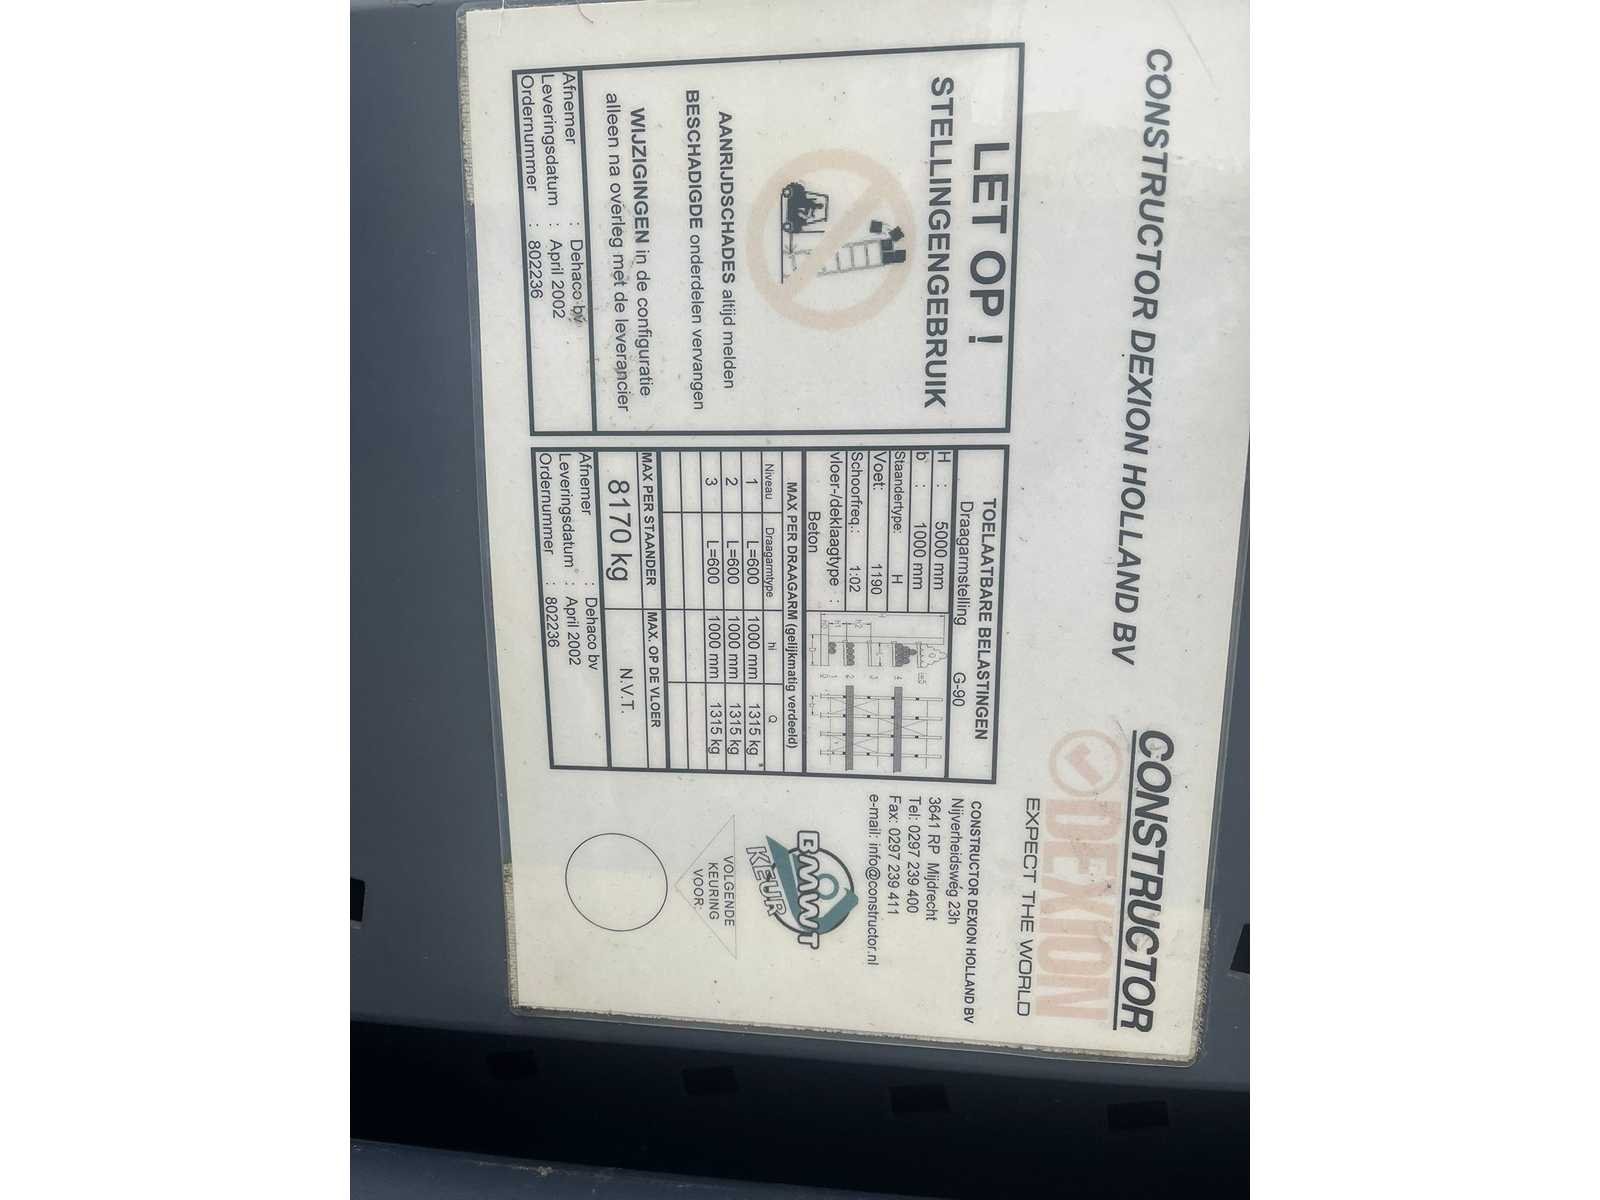 CONSTRUCTOR DEXION HOLLAND BV
CONSTRUCTOR
DEXION
EXPECT THE WORLD
LET OP !
STELLINGENGEBRUIK
AANRIJDSCHADES altijd melden
BESCHADIGDE onderdelen vervangen
WIJZIGINGEN in de configuratie
alleen na overleg met de leverancier
Afnemer : Dehaco bv
Leveringsdatum : April 2002
Ordernummer : 802236
TOELAATBARE BELASTINGEN
Draagarmstelling G-90
H : 5000 mm
b : 1000 mm
Staandertype: H
Voet: 1190
Schoorfreq.: 1:02
vloer-/deklaagtype :
Beton
MAX PER DRAAGARM (gelijkmatig verdeeld)
Niveau Draagarmtype hi Q
1 L=600 1000 mm 1315 kg
2 L=600 1000 mm 1315 kg
3 L=600 1000 mm 1315 kg
MAX PER STAANDER MAX. OP DE VLOER
8170 kg N.V.T.
Afnemer : Dehaco bv
Leveringsdatum : April 2002
Ordernummer : 802236
CONSTRUCTOR DEXION HOLLAND BV
Nijverheidsweg 23h
3641 RP Mijdrecht
Tel: 0297 239 400
Fax: 0297 239 411
e-mail: info@constructor.nl
BMWT
KEUR
VOLGENDE
KEURING
VOOR: